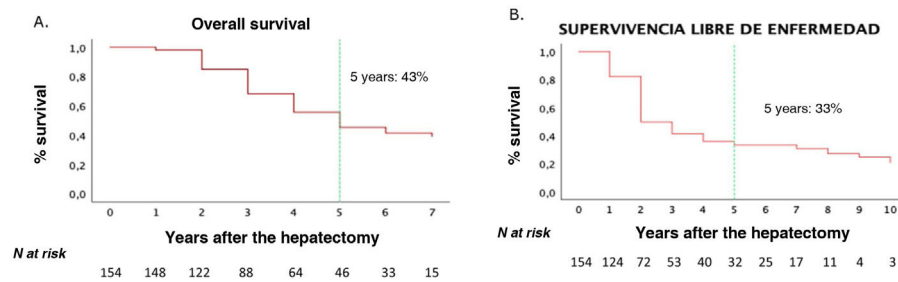 A.
Overall survival
% survival
1,0
0,8
0,6
0,4
0,2
0,0
5 years: 43%
0 1 2 3 4 5 6 7
Years after the hepatectomy
N at risk
154 148 122 88 64 46 33 15
B.
SUPERVIVENCIA LIBRE DE ENFERMEDAD
% survival
1,0
0,8
0,6
0,4
0,2
0,0
5 years: 33%
0 1 2 3 4 5 6 7 8 9 10
Years after the hepatectomy
N at risk
154 124 72 53 40 32 25 17 11 4 3